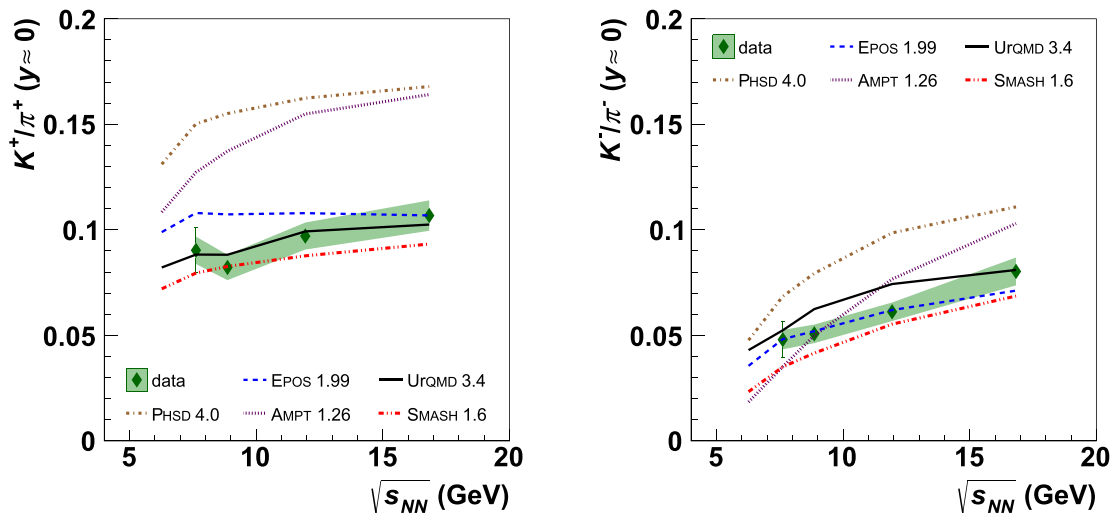 K⁺/π⁺ (y≈ 0)
0.2
0.15
0.1
0.05
0
data
EPOS 1.99
URQMD 3.4
PHSD 4.0
AMPT 1.26
SMASH 1.6
5 10 15 20
√s_NN (GeV)
K⁻/π⁻ (y≈ 0)
0.2
0.15
0.1
0.05
0
data
EPOS 1.99
URQMD 3.4
PHSD 4.0
AMPT 1.26
SMASH 1.6
5 10 15 20
√s_NN (GeV)